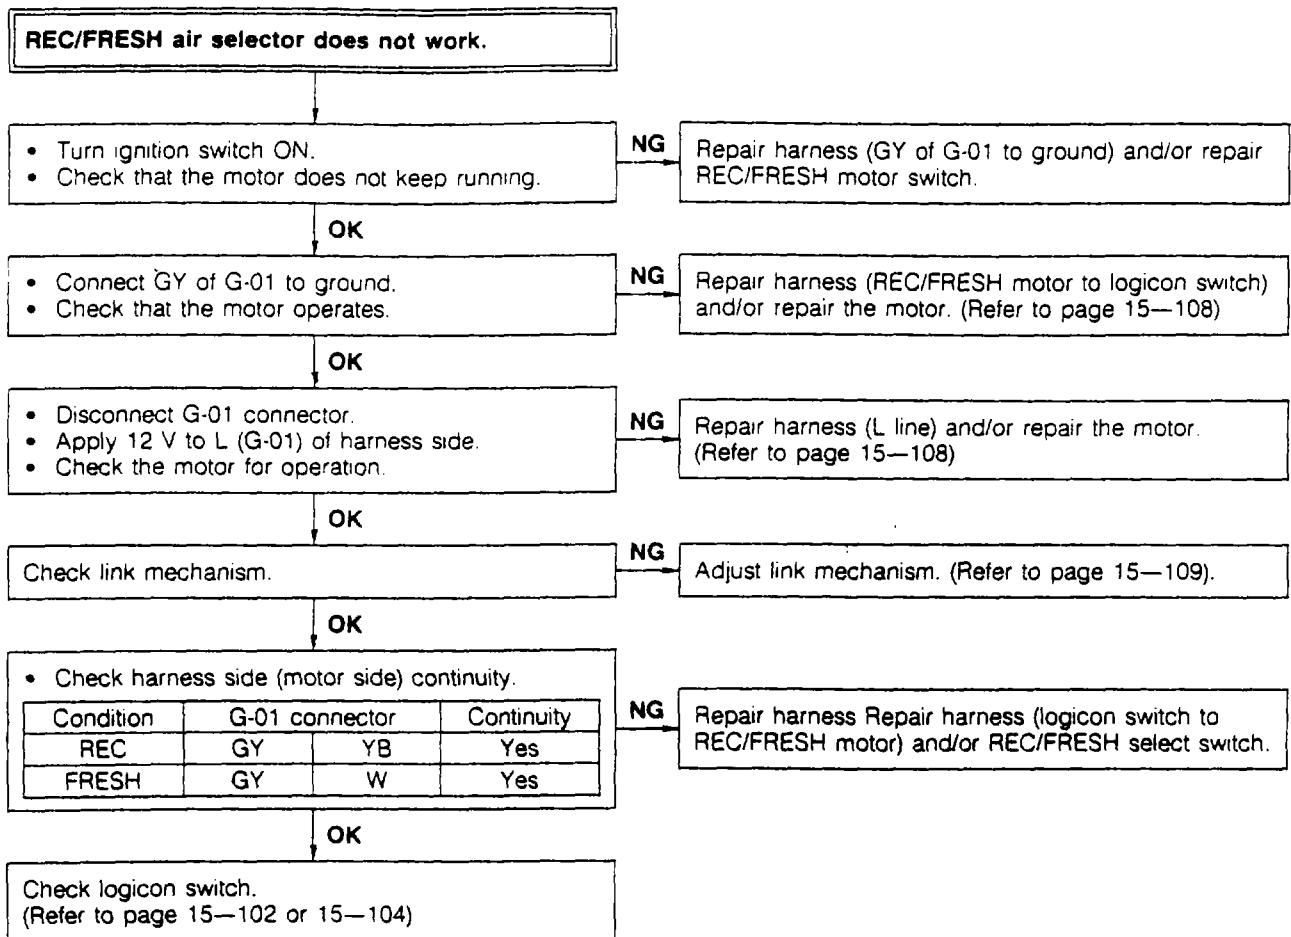 REC/FRESH air selector does not work.
• Turn ignition switch ON.
• Check that the motor does not keep running.
NG
Repair harness (GY of G-01 to ground) and/or repair
REC/FRESH motor switch.
OK
• Connect GY of G-01 to ground.
• Check that the motor operates.
NG
Repair harness (REC/FRESH motor to logicon switch)
and/or repair the motor. (Refer to page 15—108)
OK
• Disconnect G-01 connector.
• Apply 12 V to L (G-01) of harness side.
• Check the motor for operation.
NG
Repair harness (L line) and/or repair the motor.
(Refer to page 15—108)
OK
Check link mechanism.
NG
Adjust link mechanism. (Refer to page 15—109).
OK
• Check harness side (motor side) continuity.
Condition G-01 connector Continuity
REC GY YB Yes
FRESH GY W Yes
NG
Repair harness Repair harness (logicon switch to
REC/FRESH motor) and/or REC/FRESH select switch.
OK
Check logicon switch.
(Refer to page 15—102 or 15—104)